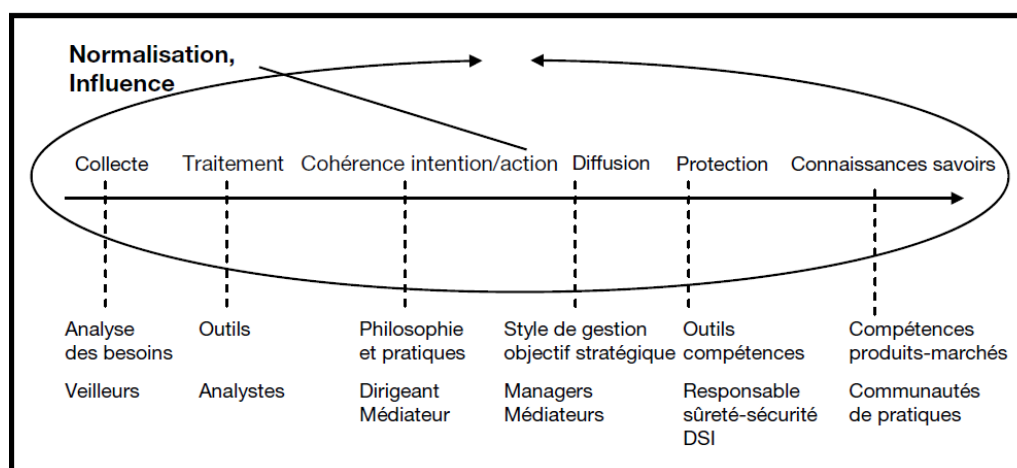 Normalisation,
Influence
Collecte Traitement Cohérence intention/action Diffusion Protection Connaissances savoirs
Analyse
des besoins
Outils
Philosophie
et pratiques
Style de gestion
objectif stratégique
Outils
compétences
Compétences
produits-marchés
Veilleurs
Analystes
Dirigeant
Médiateur
Managers
Médiateurs
Responsable
sûreté-sécurité
DSI
Communautés
de pratiques